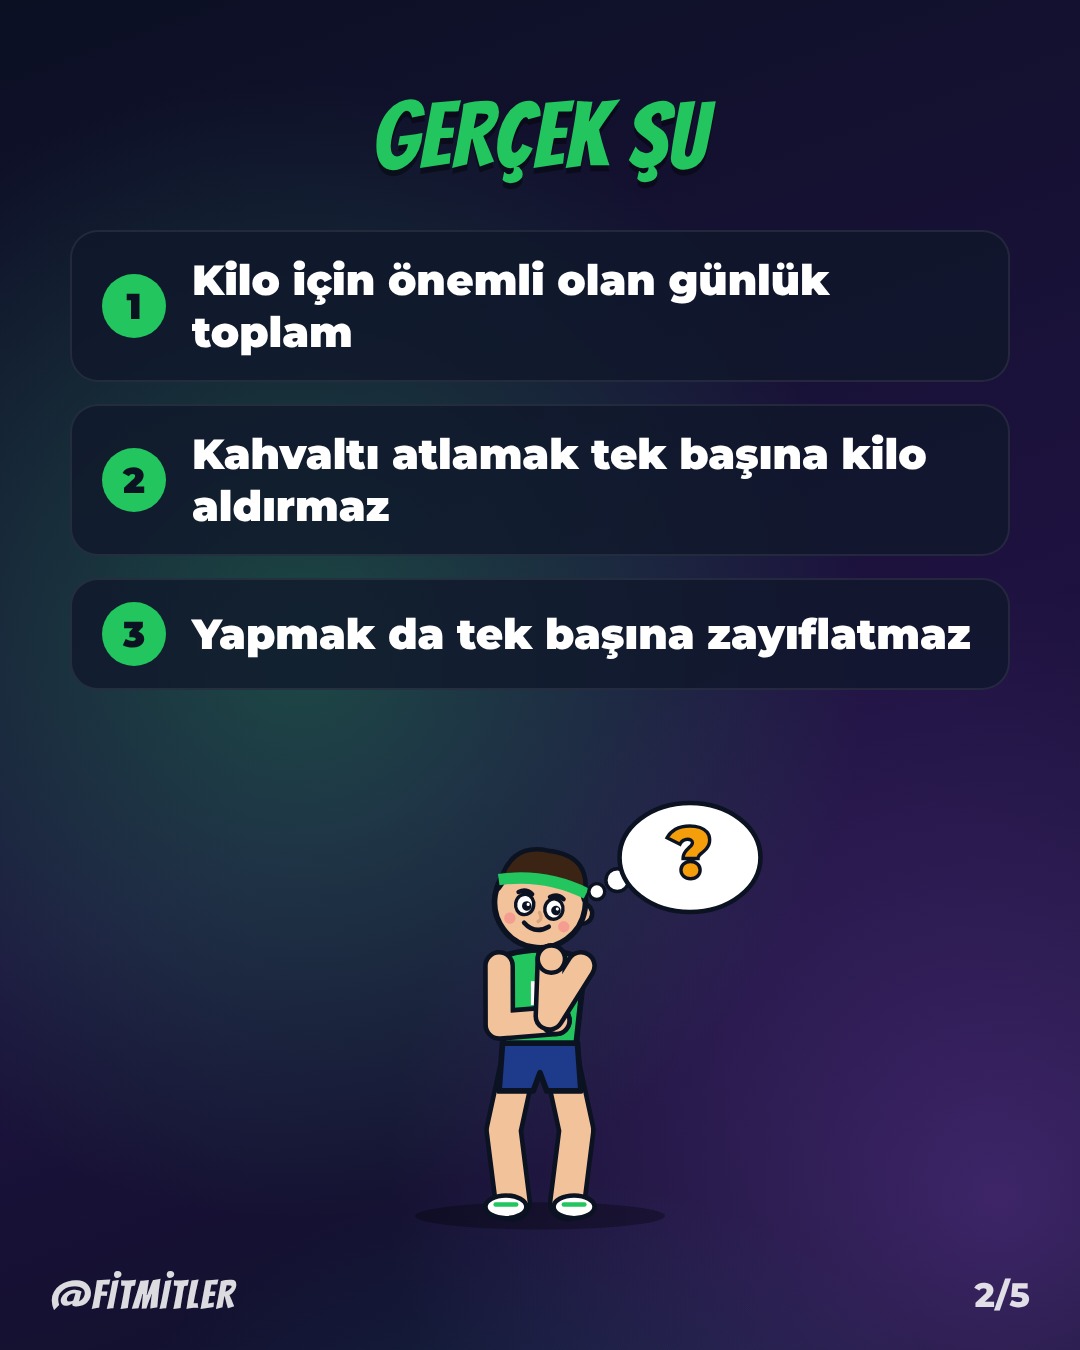 GERÇEK ŞU
1
Kilo için önemli olan günlük
toplam
2
Kahvaltı atlamak tek başına kilo
aldırmaz
3
Yapmak da tek başına zayıflatmaz
?
@FİTMİTLER
2/5